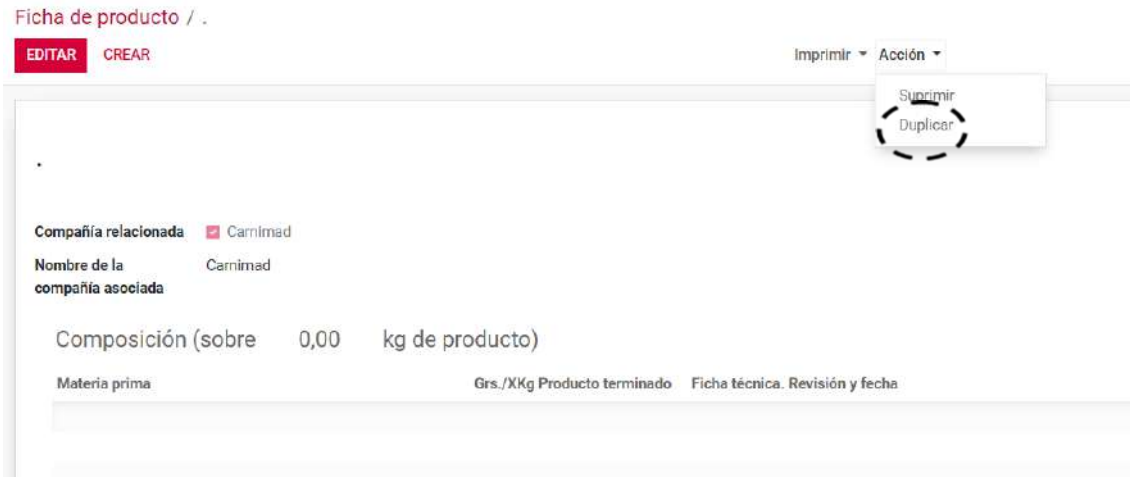 Ficha de producto / .
EDITAR CREAR Imprimir Acción
Suprimir
Duplicar
.
Compañía relacionada Carnimad
Nombre de la Carnimad
compañía asociada
Composición (sobre 0,00 kg de producto)
Materia prima Grs./XKg Producto terminado Ficha técnica. Revisión y fecha